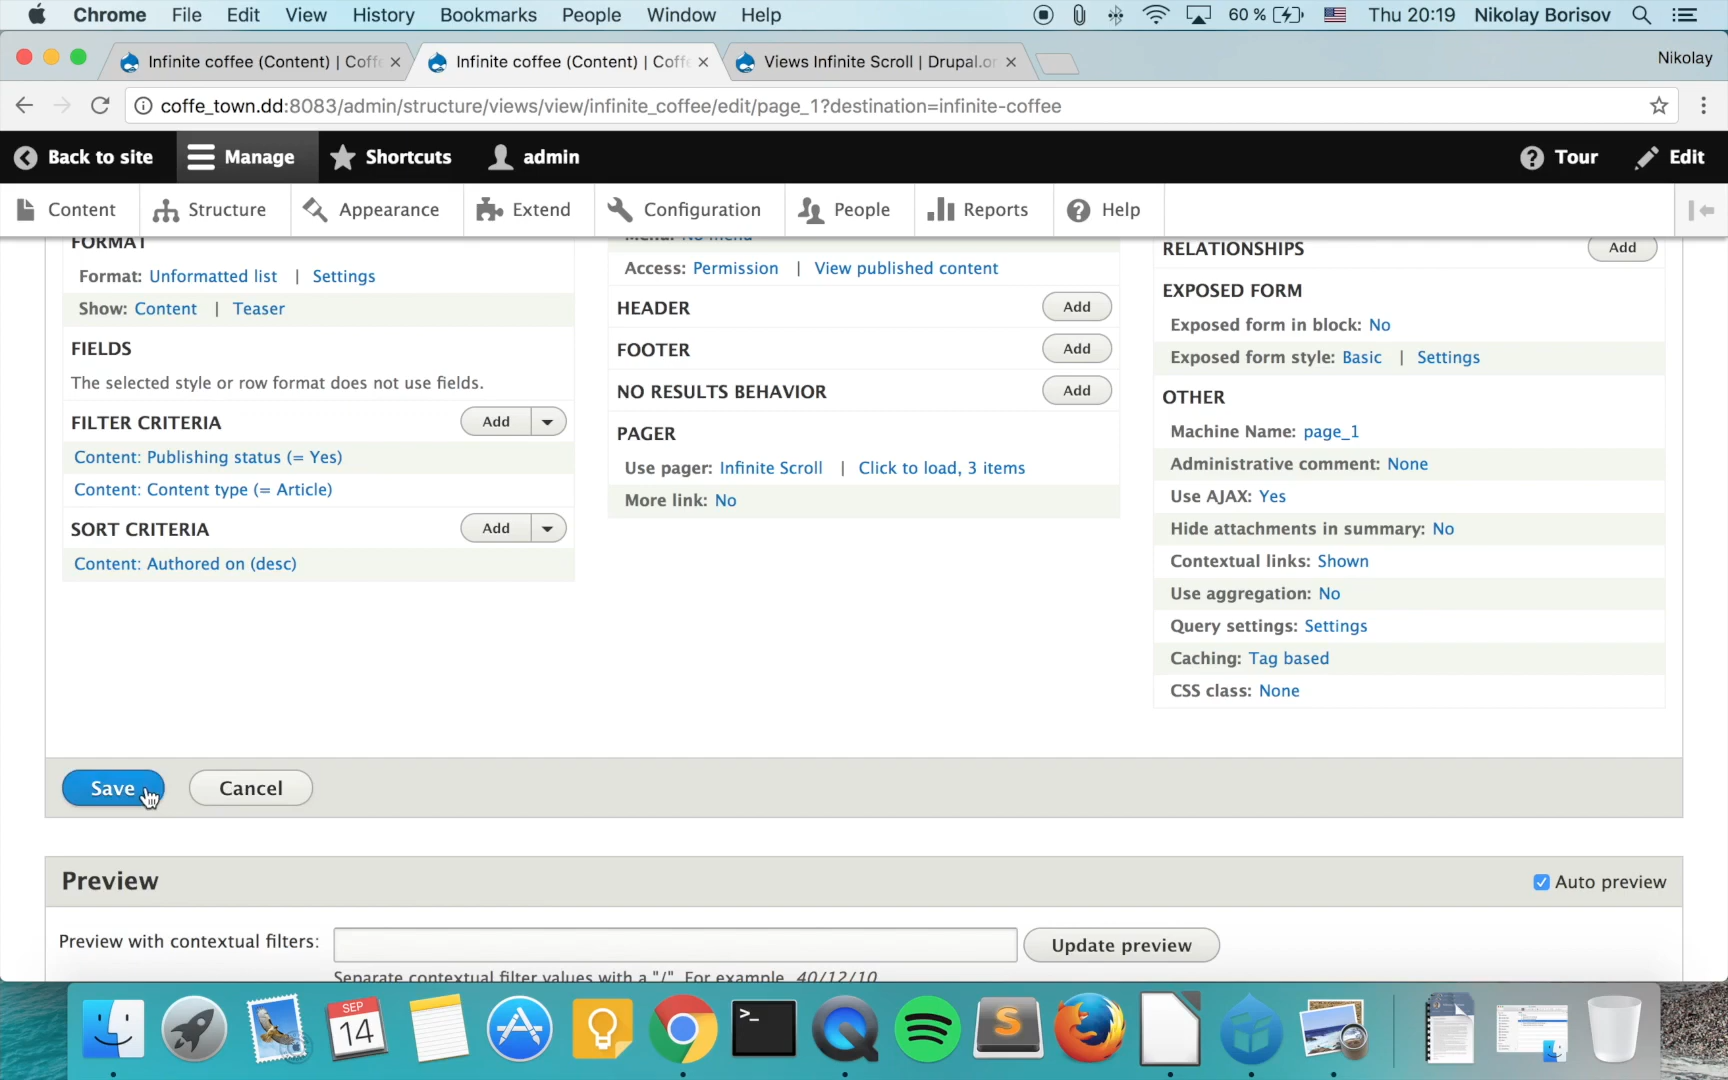 Chrome File Edit View History Bookmarks People Window Help 60 % Thu 20:19 Nikolay Borisov
Infinite coffee (Content) | Coffe × Infinite coffee (Content) | Coffe × Views Infinite Scroll | Drupal.or × Nikolay
coffe_town.dd:8083/admin/structure/views/view/infinite_coffee/edit/page_1?destination=infinite-coffee
Back to site Manage Shortcuts admin Tour Edit
Content Structure Appearance Extend Configuration People Reports Help
FORMAT
Format: Unformatted list | Settings
Show: Content | Teaser
FIELDS
The selected style or row format does not use fields.
FILTER CRITERIA Add
Content: Publishing status (= Yes)
Content: Content type (= Article)
SORT CRITERIA Add
Content: Authored on (desc)
Menu: No menu
Access: Permission | View published content
HEADER Add
FOOTER Add
NO RESULTS BEHAVIOR Add
PAGER
Use pager: Infinite Scroll | Click to load, 3 items
More link: No
RELATIONSHIPS Add
EXPOSED FORM
Exposed form in block: No
Exposed form style: Basic | Settings
OTHER
Machine Name: page_1
Administrative comment: None
Use AJAX: Yes
Hide attachments in summary: No
Contextual links: Shown
Use aggregation: No
Query settings: Settings
Caching: Tag based
CSS class: None
Save Cancel
Preview Auto preview
Preview with contextual filters: Update preview
Separate contextual filter values with a "/". For example, 40/12/10.
SEP
14